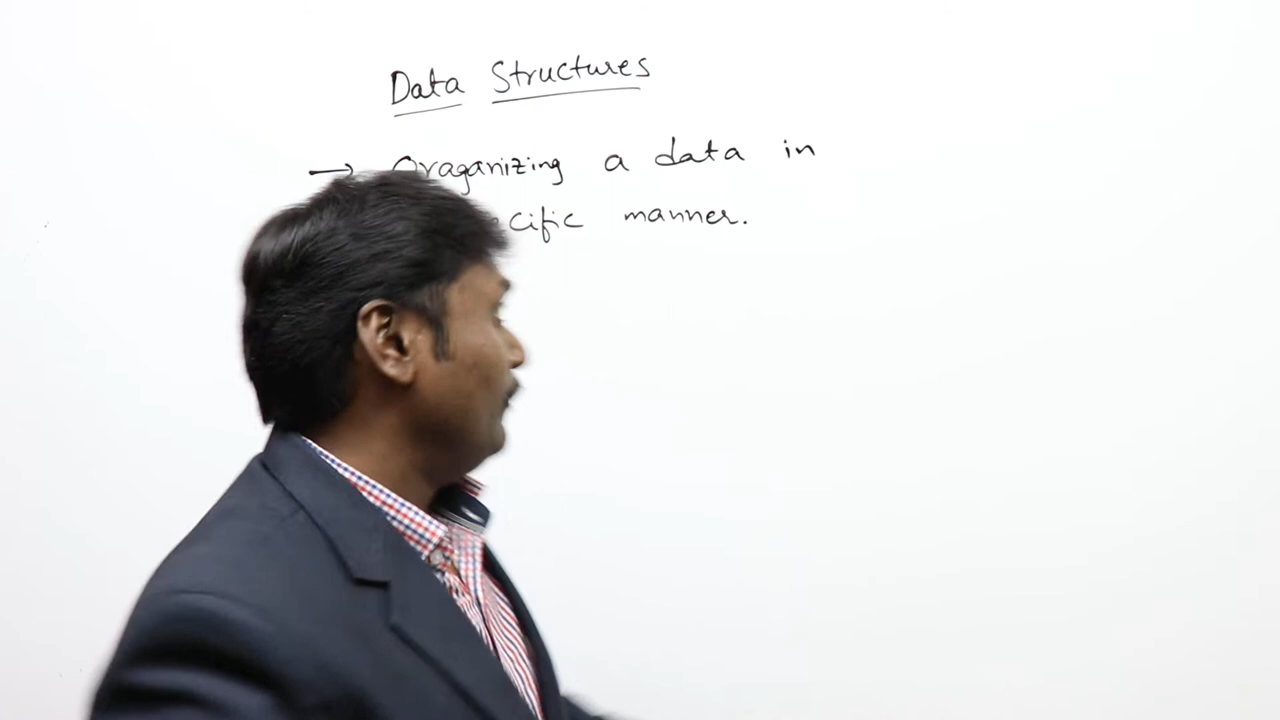 Data Structures
→ Oraganizing a data in
manner.